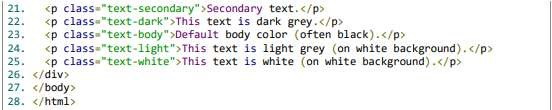 21.   <p class="text-secondary">Secondary text.</p>
22.   <p class="text-dark">This text is dark grey.</p>
23.   <p class="text-body">Default body color (often black).</p>
24.   <p class="text-light">This text is light grey (on white background).</p>
25.   <p class="text-white">This text is white (on white background).</p>
26. </div>
27. </body>
28. </html>